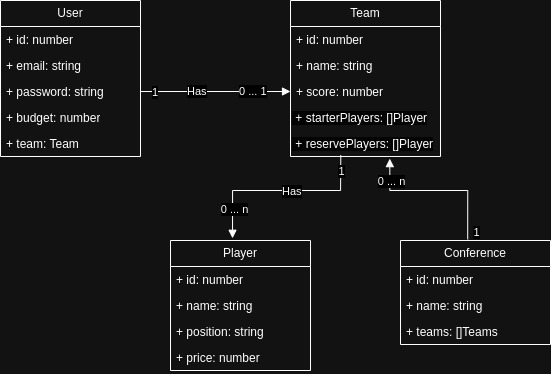 User
+ id: number
+ email: string
+ password: string
+ budget: number
+ team: Team
1
Has
0 ... 1
Team
+ id: number
+ name: string
+ score: number
+ starterPlayers: []Player
+ reservePlayers: []Player
1
Has
0 ... n
0 ... n
1
Player
+ id: number
+ name: string
+ position: string
+ price: number
Conference
+ id: number
+ name: string
+ teams: []Teams